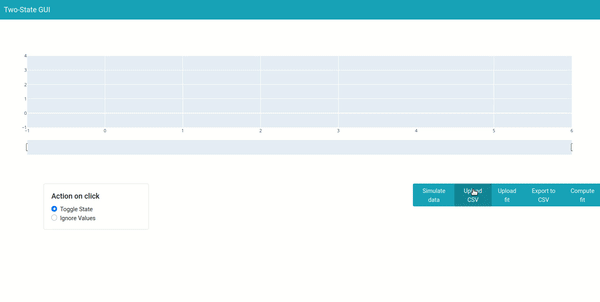 Two-State GUI
4
3
2
1
0
-1
-1 0 1 2 3 4 5 6
Action on click
Toggle State
Ignore Values
Simulate data
Upload CSV
Upload fit
Export to CSV
Compute fit